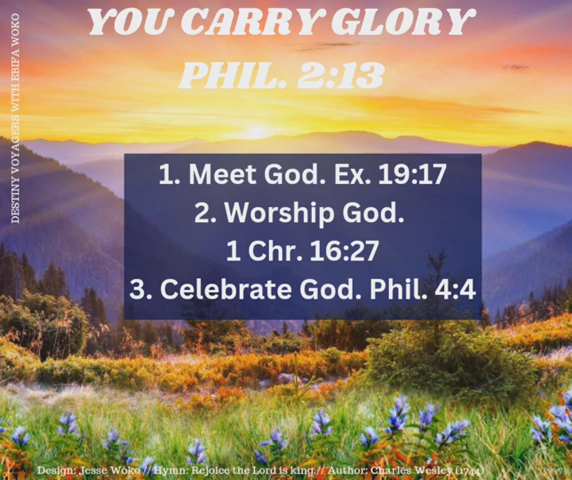 YOU CARRY GLORY
PHIL. 2:13
DESTINY VOYAGERS WITH EBIFA WOKO
1. Meet God. Ex. 19:17
2. Worship God.
1 Chr. 16:27
3. Celebrate God. Phil. 4:4
Design: Jesse Woko // Hymn: Rejoice the Lord is king.// Author: Charles Wesley (1744)